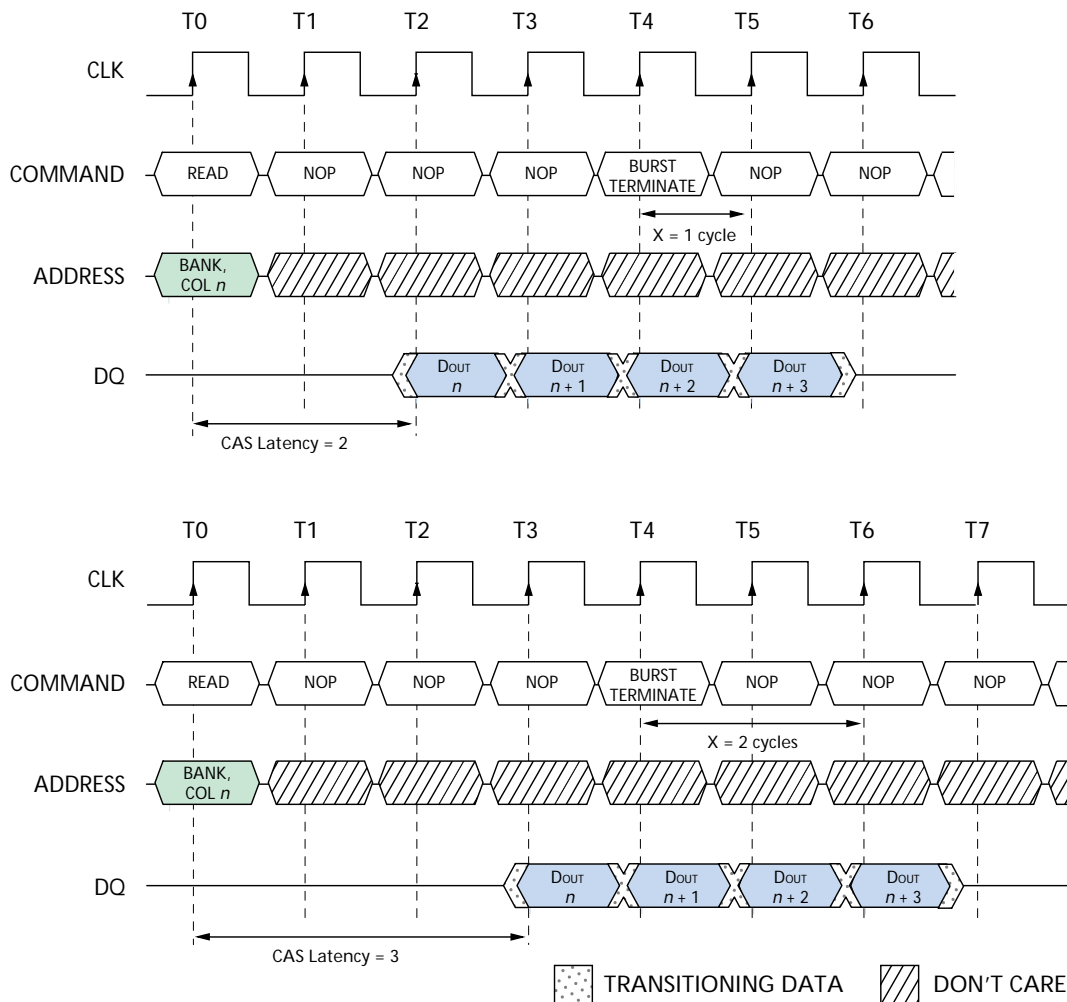 T0 T1 T2 T3 T4 T5 T6
CLK
COMMAND READ NOP NOP NOP BURST TERMINATE NOP NOP
X = 1 cycle
ADDRESS BANK, COL n
DQ DOUT n DOUT n + 1 DOUT n + 2 DOUT n + 3
CAS Latency = 2
T0 T1 T2 T3 T4 T5 T6 T7
CLK
COMMAND READ NOP NOP NOP BURST TERMINATE NOP NOP NOP
X = 2 cycles
ADDRESS BANK, COL n
DQ DOUT n DOUT n + 1 DOUT n + 2 DOUT n + 3
CAS Latency = 3
TRANSITIONING DATA DON'T CARE